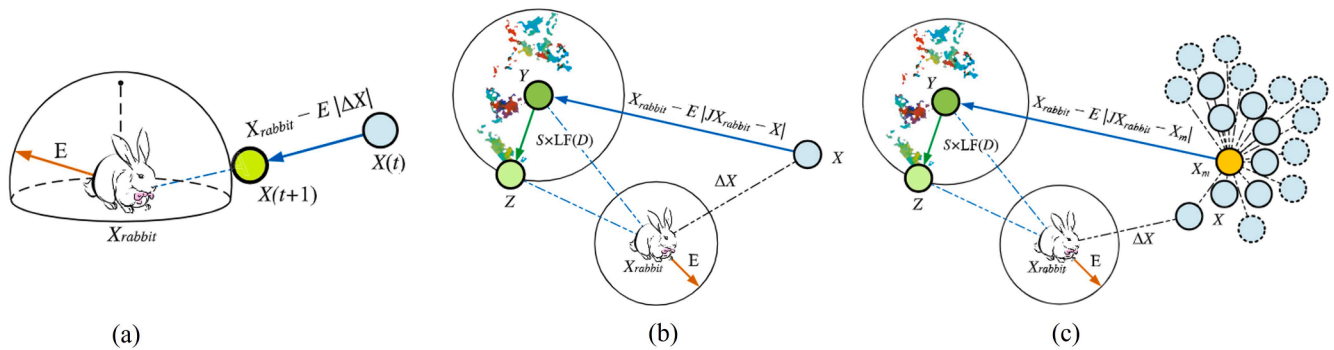 X_rabbit − E |ΔX|
E
X(t)
X(t+1)
X_rabbit
(a)
Y
X_rabbit − E |JX_rabbit − X|
S×LF(D)
X
Z
ΔX
X_rabbit
E
(b)
Y
X_rabbit − E |JX_rabbit − X_m|
S×LF(D)
X_m
Z
X
ΔX
X_rabbit
E
(c)